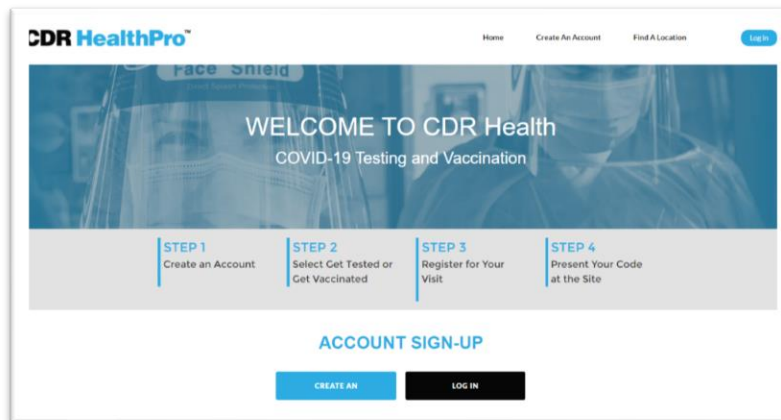 CDR HealthPro™
Home Create An Account Find A Location Log In
Face Shield
WELCOME TO CDR Health
COVID-19 Testing and Vaccination
STEP 1
Create an Account
STEP 2
Select Get Tested or
Get Vaccinated
STEP 3
Register for Your
Visit
STEP 4
Present Your Code
at the Site
ACCOUNT SIGN-UP
CREATE AN LOG IN